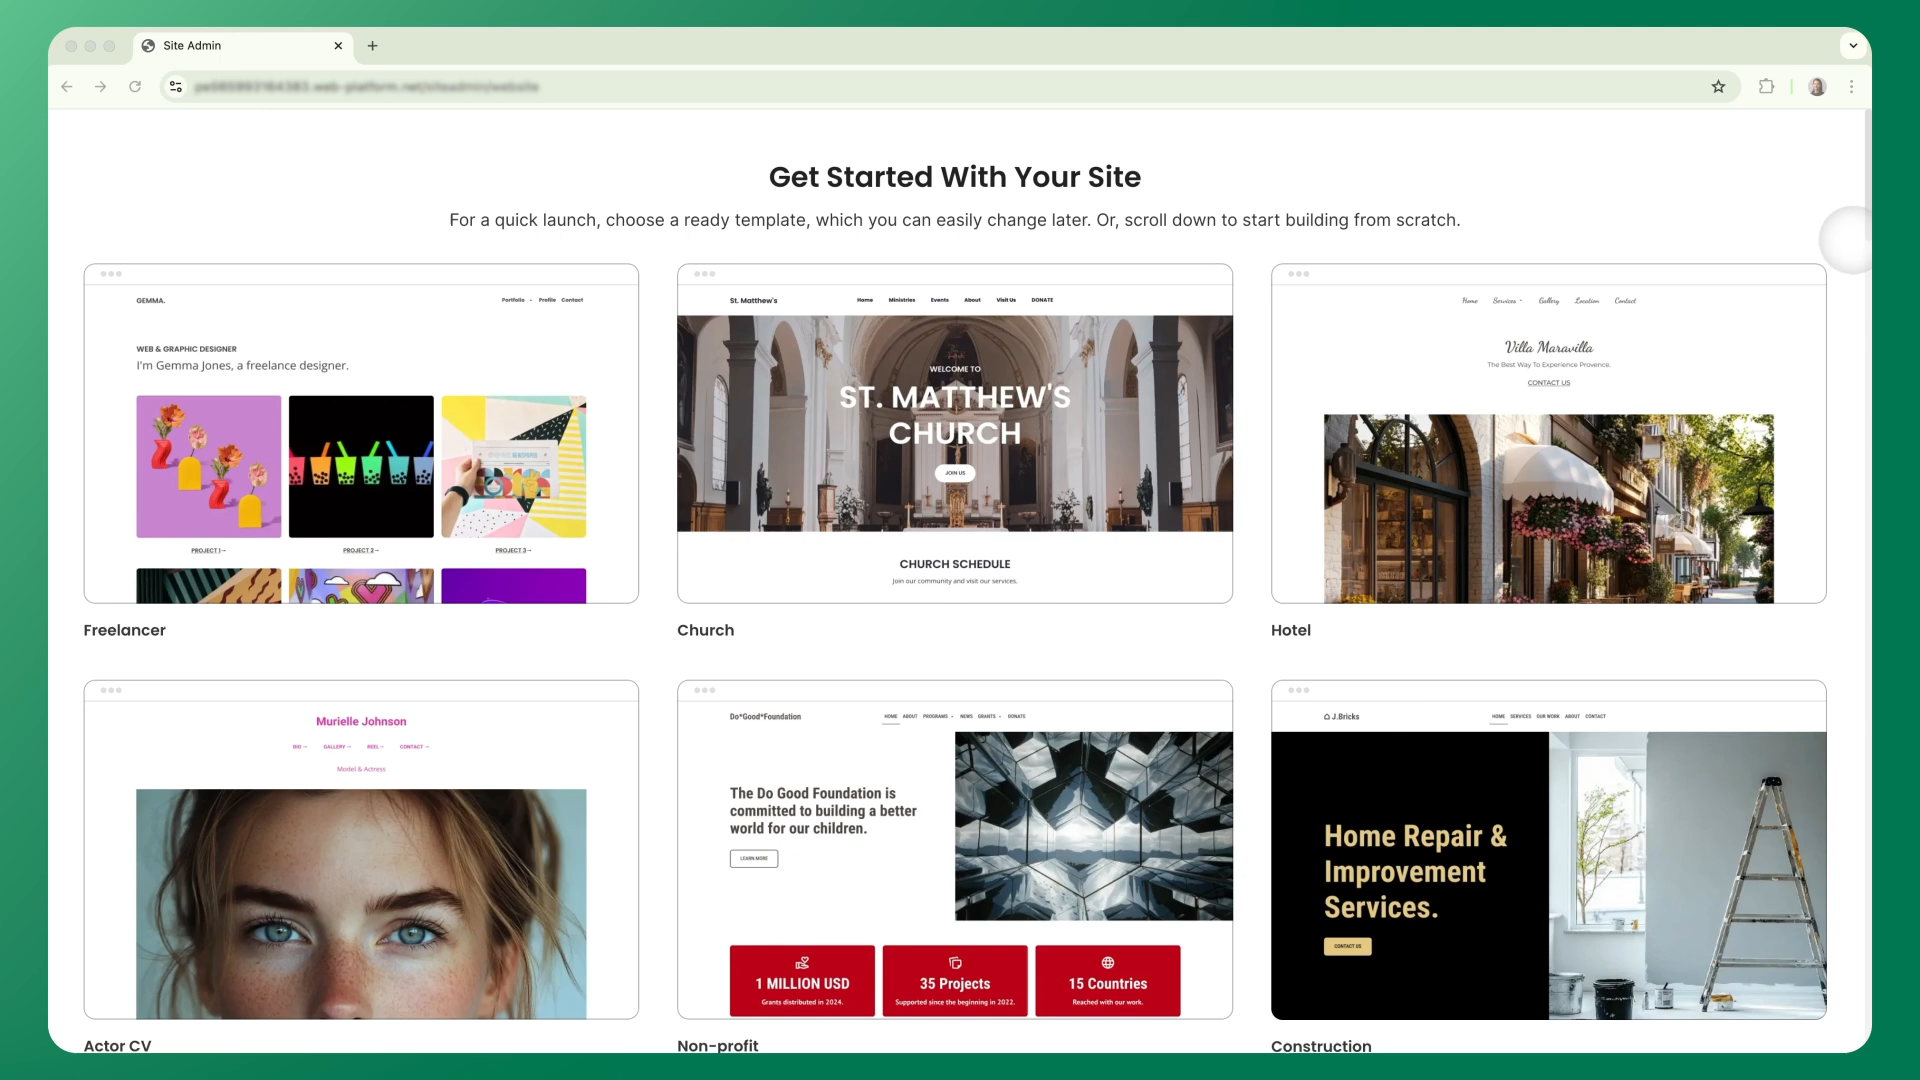 Site Admin
Get Started With Your Site
For a quick launch, choose a ready template, which you can easily change later. Or, scroll down to start building from scratch.
GEMMA.
Portfolio Profile Contact
WEB & GRAPHIC DESIGNER
I'm Gemma Jones, a freelance designer.
PROJECT 1→
PROJECT 2→
PROJECT 3→
Freelancer
St. Matthew's
Home Ministries Events About Visit Us DONATE
WELCOME TO
ST. MATTHEW'S
CHURCH
JOIN US
CHURCH SCHEDULE
Join our community and visit our services.
Church
Home Services Gallery Location Contact
Villa Maravilla
The Best Way To Experience Provence.
CONTACT US
Hotel
Murielle Johnson
BIO → GALLERY → REEL → CONTACT →
Model & Actress
Actor CV
Do*Good*Foundation
HOME ABOUT PROGRAMS NEWS GRANTS DONATE
The Do Good Foundation is
committed to building a better
world for our children.
LEARN MORE
1 MILLION USD
Grants distributed in 2024.
35 Projects
Supported since the beginning in 2022.
15 Countries
Reached with our work.
Non-profit
J.Bricks
HOME SERVICES OUR WORK ABOUT CONTACT
Home Repair &
Improvement
Services.
CONTACT US
Construction